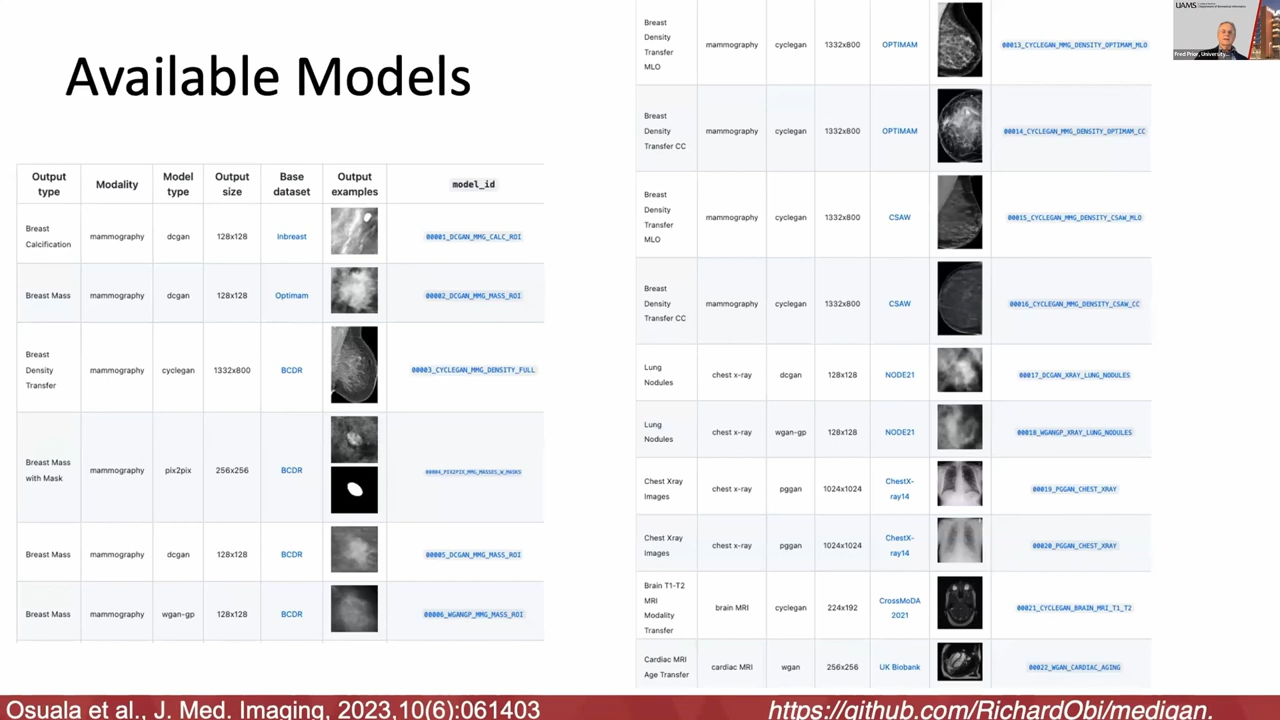 Available Models
Output type Modality Model type Output size Base dataset Output examples model_id
Breast Calcification mammography dcgan 128x128 Inbreast 00001_DCGAN_MMG_CALC_ROI
Breast Mass mammography dcgan 128x128 Optimam 00002_DCGAN_MMG_MASS_ROI
Breast Density Transfer mammography cyclegan 1332x800 BCDR 00003_CYCLEGAN_MMG_DENSITY_FULL
Breast Mass with Mask mammography pix2pix 256x256 BCDR 00004_PIX2PIX_MMG_MASSES_W_MASKS
Breast Mass mammography dcgan 128x128 BCDR 00005_DCGAN_MMG_MASS_ROI
Breast Mass mammography wgan-gp 128x128 BCDR 00006_WGANGP_MMG_MASS_ROI
Breast Density Transfer MLO mammography cyclegan 1332x800 OPTIMAM 00013_CYCLEGAN_MMG_DENSITY_OPTIMAM_MLO
Breast Density Transfer CC mammography cyclegan 1332x800 OPTIMAM 00014_CYCLEGAN_MMG_DENSITY_OPTIMAM_CC
Breast Density Transfer MLO mammography cyclegan 1332x800 CSAW 00015_CYCLEGAN_MMG_DENSITY_CSAW_MLO
Breast Density Transfer CC mammography cyclegan 1332x800 CSAW 00016_CYCLEGAN_MMG_DENSITY_CSAW_CC
Lung Nodules chest x-ray dcgan 128x128 NODE21 00017_DCGAN_XRAY_LUNG_NODULES
Lung Nodules chest x-ray wgan-gp 128x128 NODE21 00018_WGANGP_XRAY_LUNG_NODULES
Chest Xray Images chest x-ray pggan 1024x1024 ChestX-ray14 00019_PGGAN_CHEST_XRAY
Chest Xray Images chest x-ray pggan 1024x1024 ChestX-ray14 00020_PGGAN_CHEST_XRAY
Brain T1-T2 MRI Modality Transfer brain MRI cyclegan 224x192 CrossMoDA 2021 00021_CYCLEGAN_BRAIN_MRI_T1_T2
Cardiac MRI Age Transfer cardiac MRI wgan 256x256 UK Biobank 00022_WGAN_CARDIAC_AGING
UAMS
Fred Prior, University...
Osuala et al., J. Med. Imaging, 2023,10(6):061403
https://github.com/RichardObi/medigan.